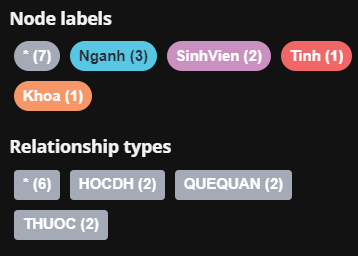 Node labels
* (7) Nganh (3) SinhVien (2) Tinh (1)
Khoa (1)
Relationship types
* (6) HOCDH (2) QUEQUAN (2)
THUOC (2)